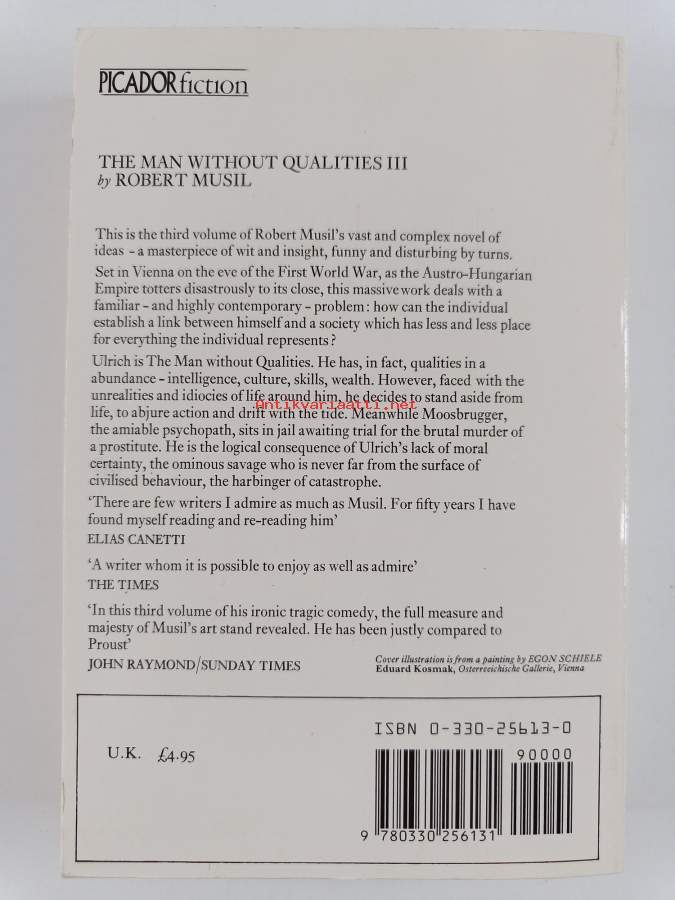 PICADOR fiction
THE MAN WITHOUT QUALITIES III
by ROBERT MUSIL
This is the third volume of Robert Musil's vast and complex novel of
ideas – a masterpiece of wit and insight, funny and disturbing by turns.
Set in Vienna on the eve of the First World War, as the Austro-Hungarian
Empire totters disastrously to its close, this massive work deals with a
familiar – and highly contemporary – problem: how can the individual
establish a link between himself and a society which has less and less place
for everything the individual represents?
Ulrich is The Man without Qualities. He has, in fact, qualities in a
abundance – intelligence, culture, skills, wealth. However, faced with the
unrealities and idiocies of life around him, he decides to stand aside from
Antikvariaatti.net
life, to abjure action and drift with the tide. Meanwhile Moosbrugger,
the amiable psychopath, sits in jail awaiting trial for the brutal murder of
a prostitute. He is the logical consequence of Ulrich's lack of moral
certainty, the ominous savage who is never far from the surface of
civilised behaviour, the harbinger of catastrophe.
'There are few writers I admire as much as Musil. For fifty years I have
found myself reading and re-reading him'
ELIAS CANETTI
'A writer whom it is possible to enjoy as well as admire'
THE TIMES
'In this third volume of his ironic tragic comedy, the full measure and
majesty of Musil's art stand revealed. He has been justly compared to
Proust'
JOHN RAYMOND/SUNDAY TIMES
Cover illustration is from a painting by EGON SCHIELE
Eduard Kosmak, Osterreeichische Gallerie, Vienna
ISBN 0-330-25613-0
U.K. £4·95
90000
9 780330 256131